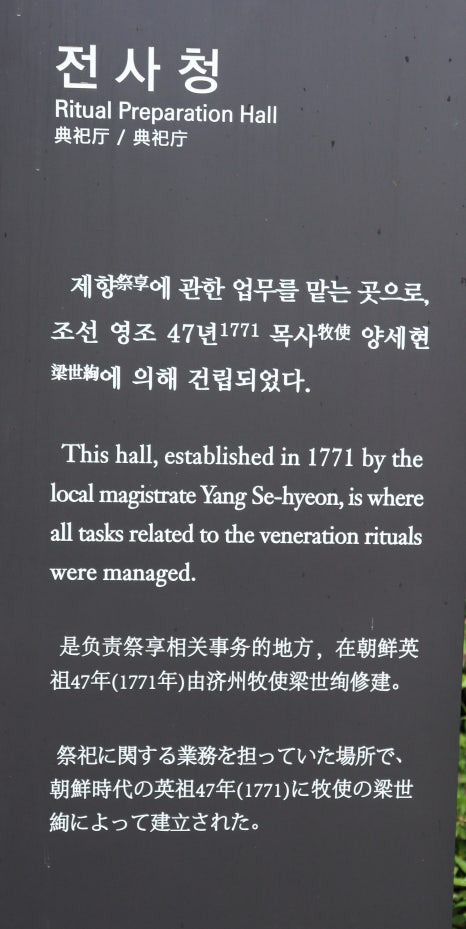 전사청
Ritual Preparation Hall
典祀厅 / 典祀庁
제향祭享에 관한 업무를 맡는 곳으로,
조선 영조 47년1771 목사牧使 양세현
梁世絢에 의해 건립되었다.
This hall, established in 1771 by the
local magistrate Yang Se-hyeon, is where
all tasks related to the veneration rituals
were managed.
是负责祭享相关事务的地方，在朝鲜英
祖47年(1771年)由济州牧使梁世绚修建。
祭祀に関する業務を担っていた場所で、
朝鮮時代の英祖47年(1771)に牧使の梁世
絢によって建立された。